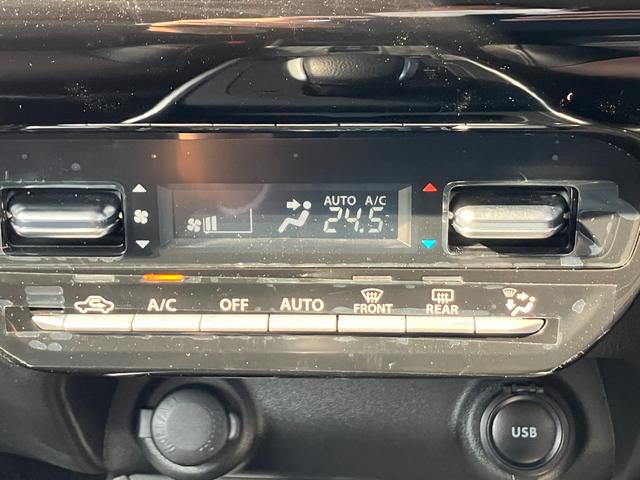 AUTO A/C
24.5
A/C OFF AUTO FRONT REAR
USB